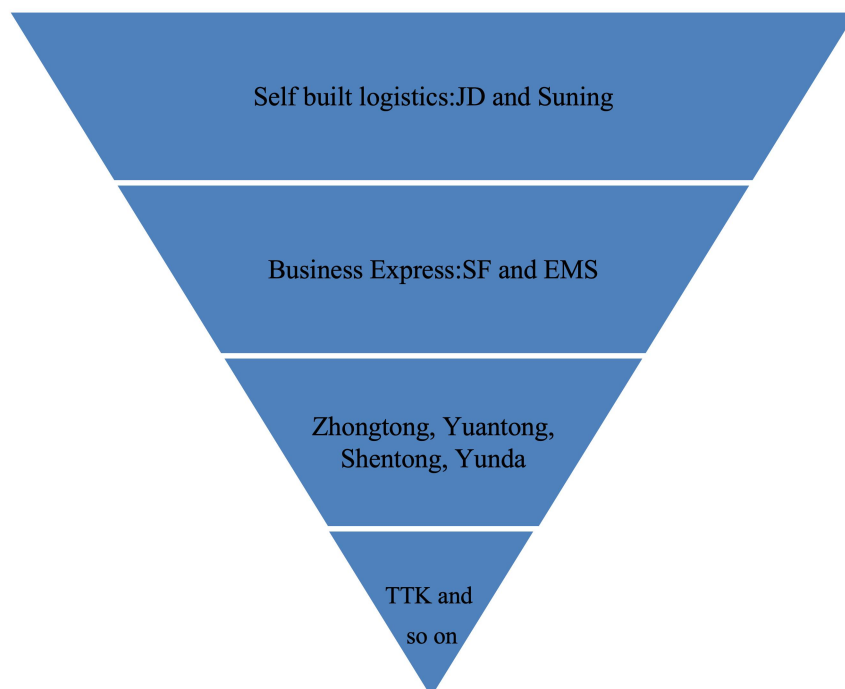 Self built logistics:JD and Suning
Business Express:SF and EMS
Zhongtong, Yuantong,
Shentong, Yunda
TTK and
so on